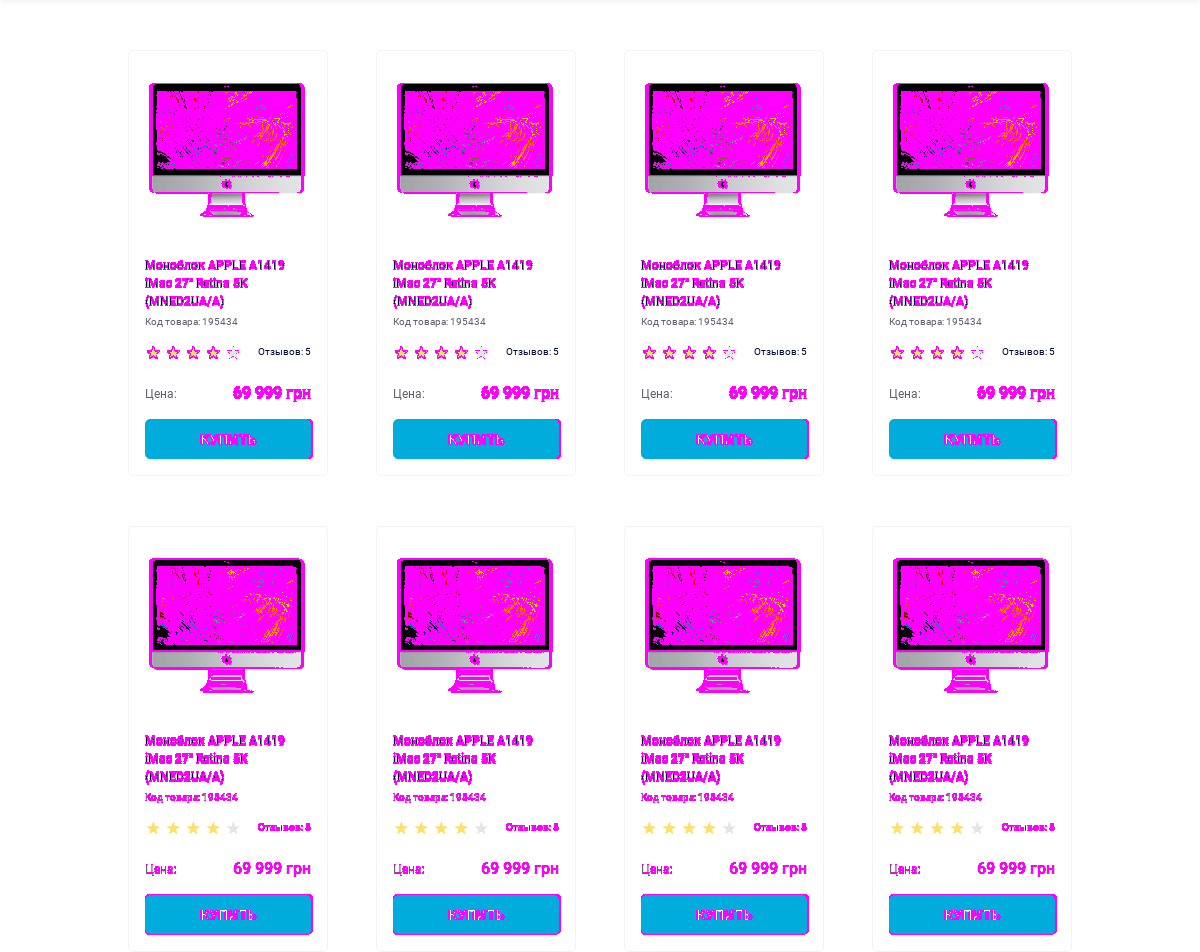 Моноблок APPLE A1419 Моноблок APPLE A1419 Моноблок APPLE A1419 Моноблок APPLE A1419
iMac 27" Retina 5K iMac 27" Retina 5K iMac 27" Retina 5K iMac 27" Retina 5K
(MNED2UA/A) (MNED2UA/A) (MNED2UA/A) (MNED2UA/A)
Код товара: 195434 Код товара: 195434 Код товара: 195434 Код товара: 195434
Отзывов: 5 Отзывов: 5 Отзывов: 5 Отзывов: 5
Цена: 69 999 грн Цена: 69 999 грн Цена: 69 999 грн Цена: 69 999 грн
КУПИТЬ КУПИТЬ КУПИТЬ КУПИТЬ
Моноблок APPLE A1419 Моноблок APPLE A1419 Моноблок APPLE A1419 Моноблок APPLE A1419
iMac 27" Retina 5K iMac 27" Retina 5K iMac 27" Retina 5K iMac 27" Retina 5K
(MNED2UA/A) (MNED2UA/A) (MNED2UA/A) (MNED2UA/A)
Код товара: 195434 Код товара: 195434 Код товара: 195434 Код товара: 195434
Отзывов: 5 Отзывов: 5 Отзывов: 5 Отзывов: 5
Цена: 69 999 грн Цена: 69 999 грн Цена: 69 999 грн Цена: 69 999 грн
КУПИТЬ КУПИТЬ КУПИТЬ КУПИТЬ